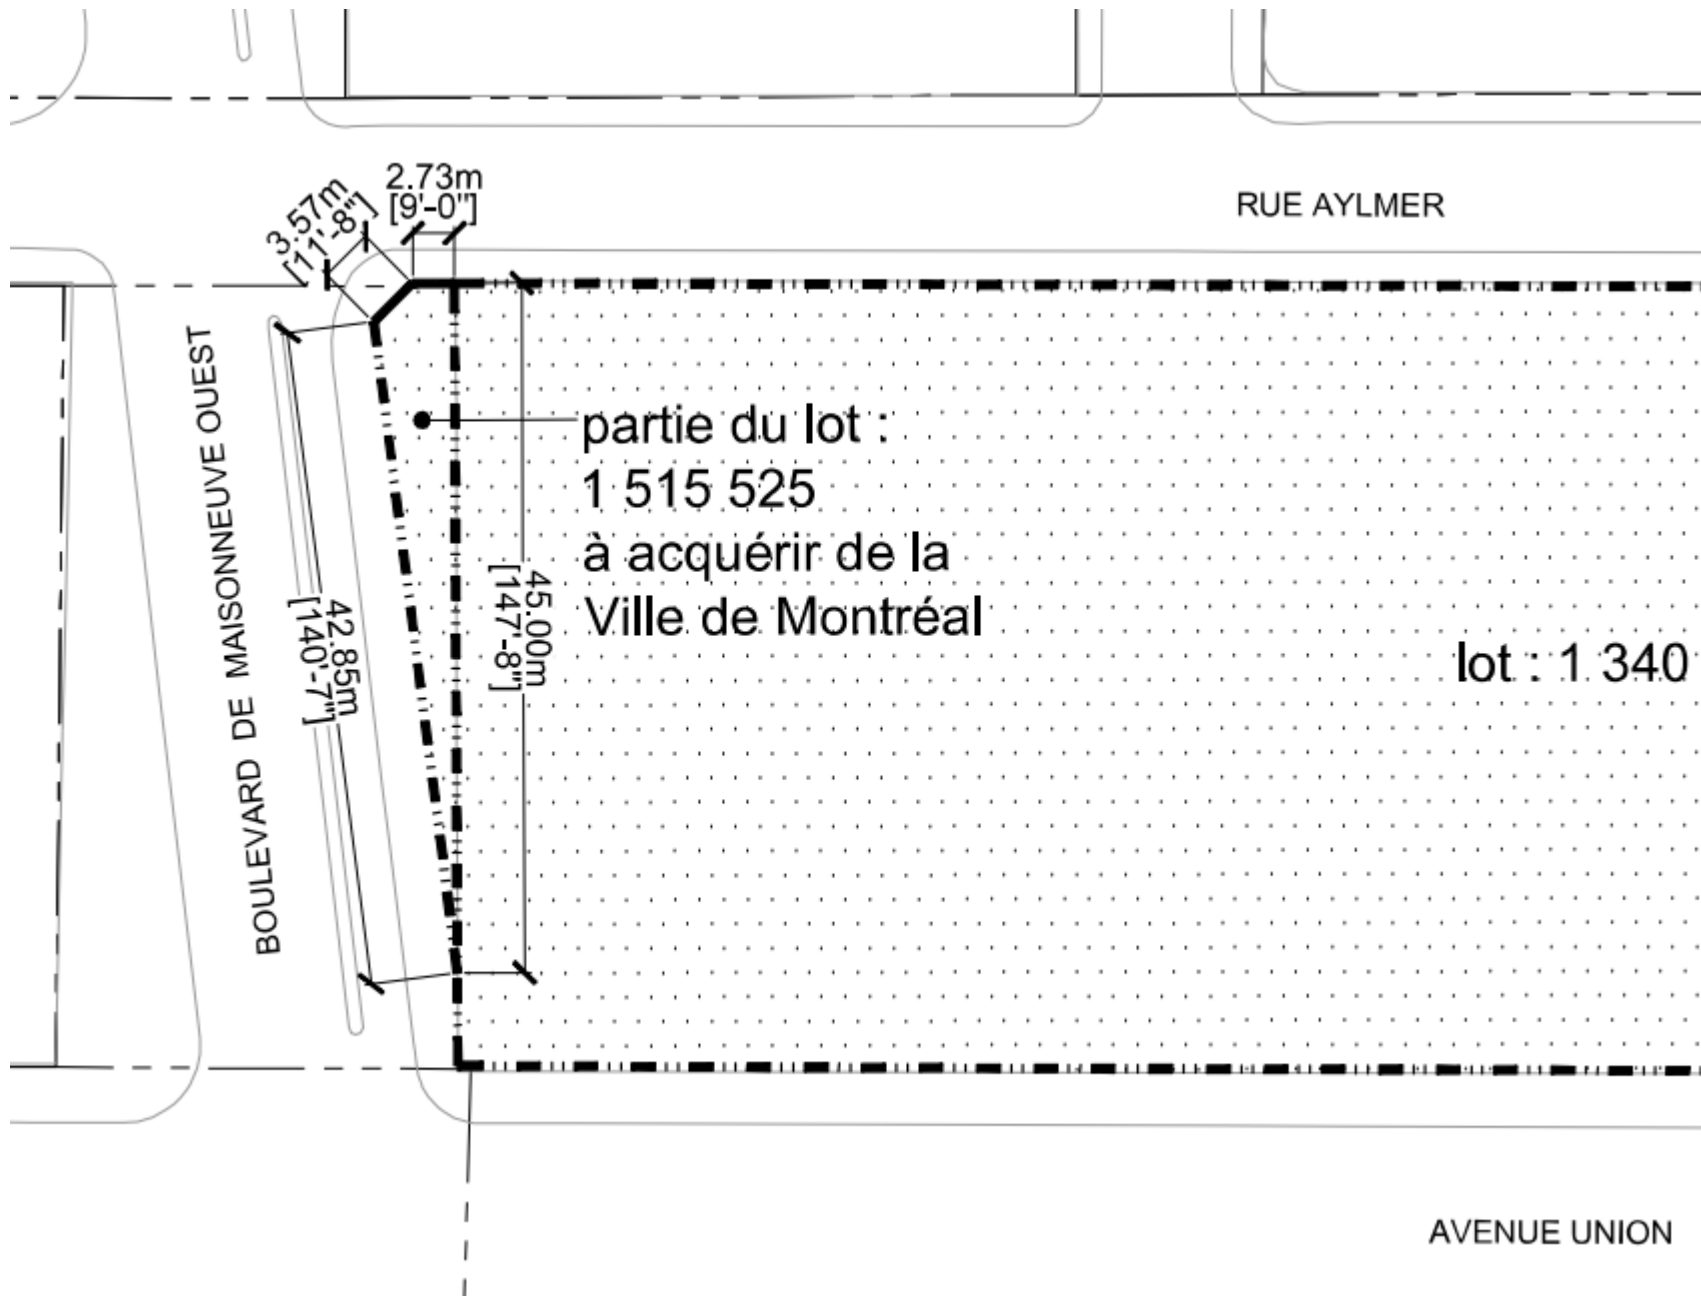 2.73m
[9'-0"]
3.57m
[11'-8"]
RUE AYLMER
BOULEVARD DE MAISONNEUVE OUEST
partie du lot :
1 515 525
à acquérir de la
Ville de Montréal
45.00m
[147'-8"]
42.85m
[140'-7"]
lot : 1 340
AVENUE UNION